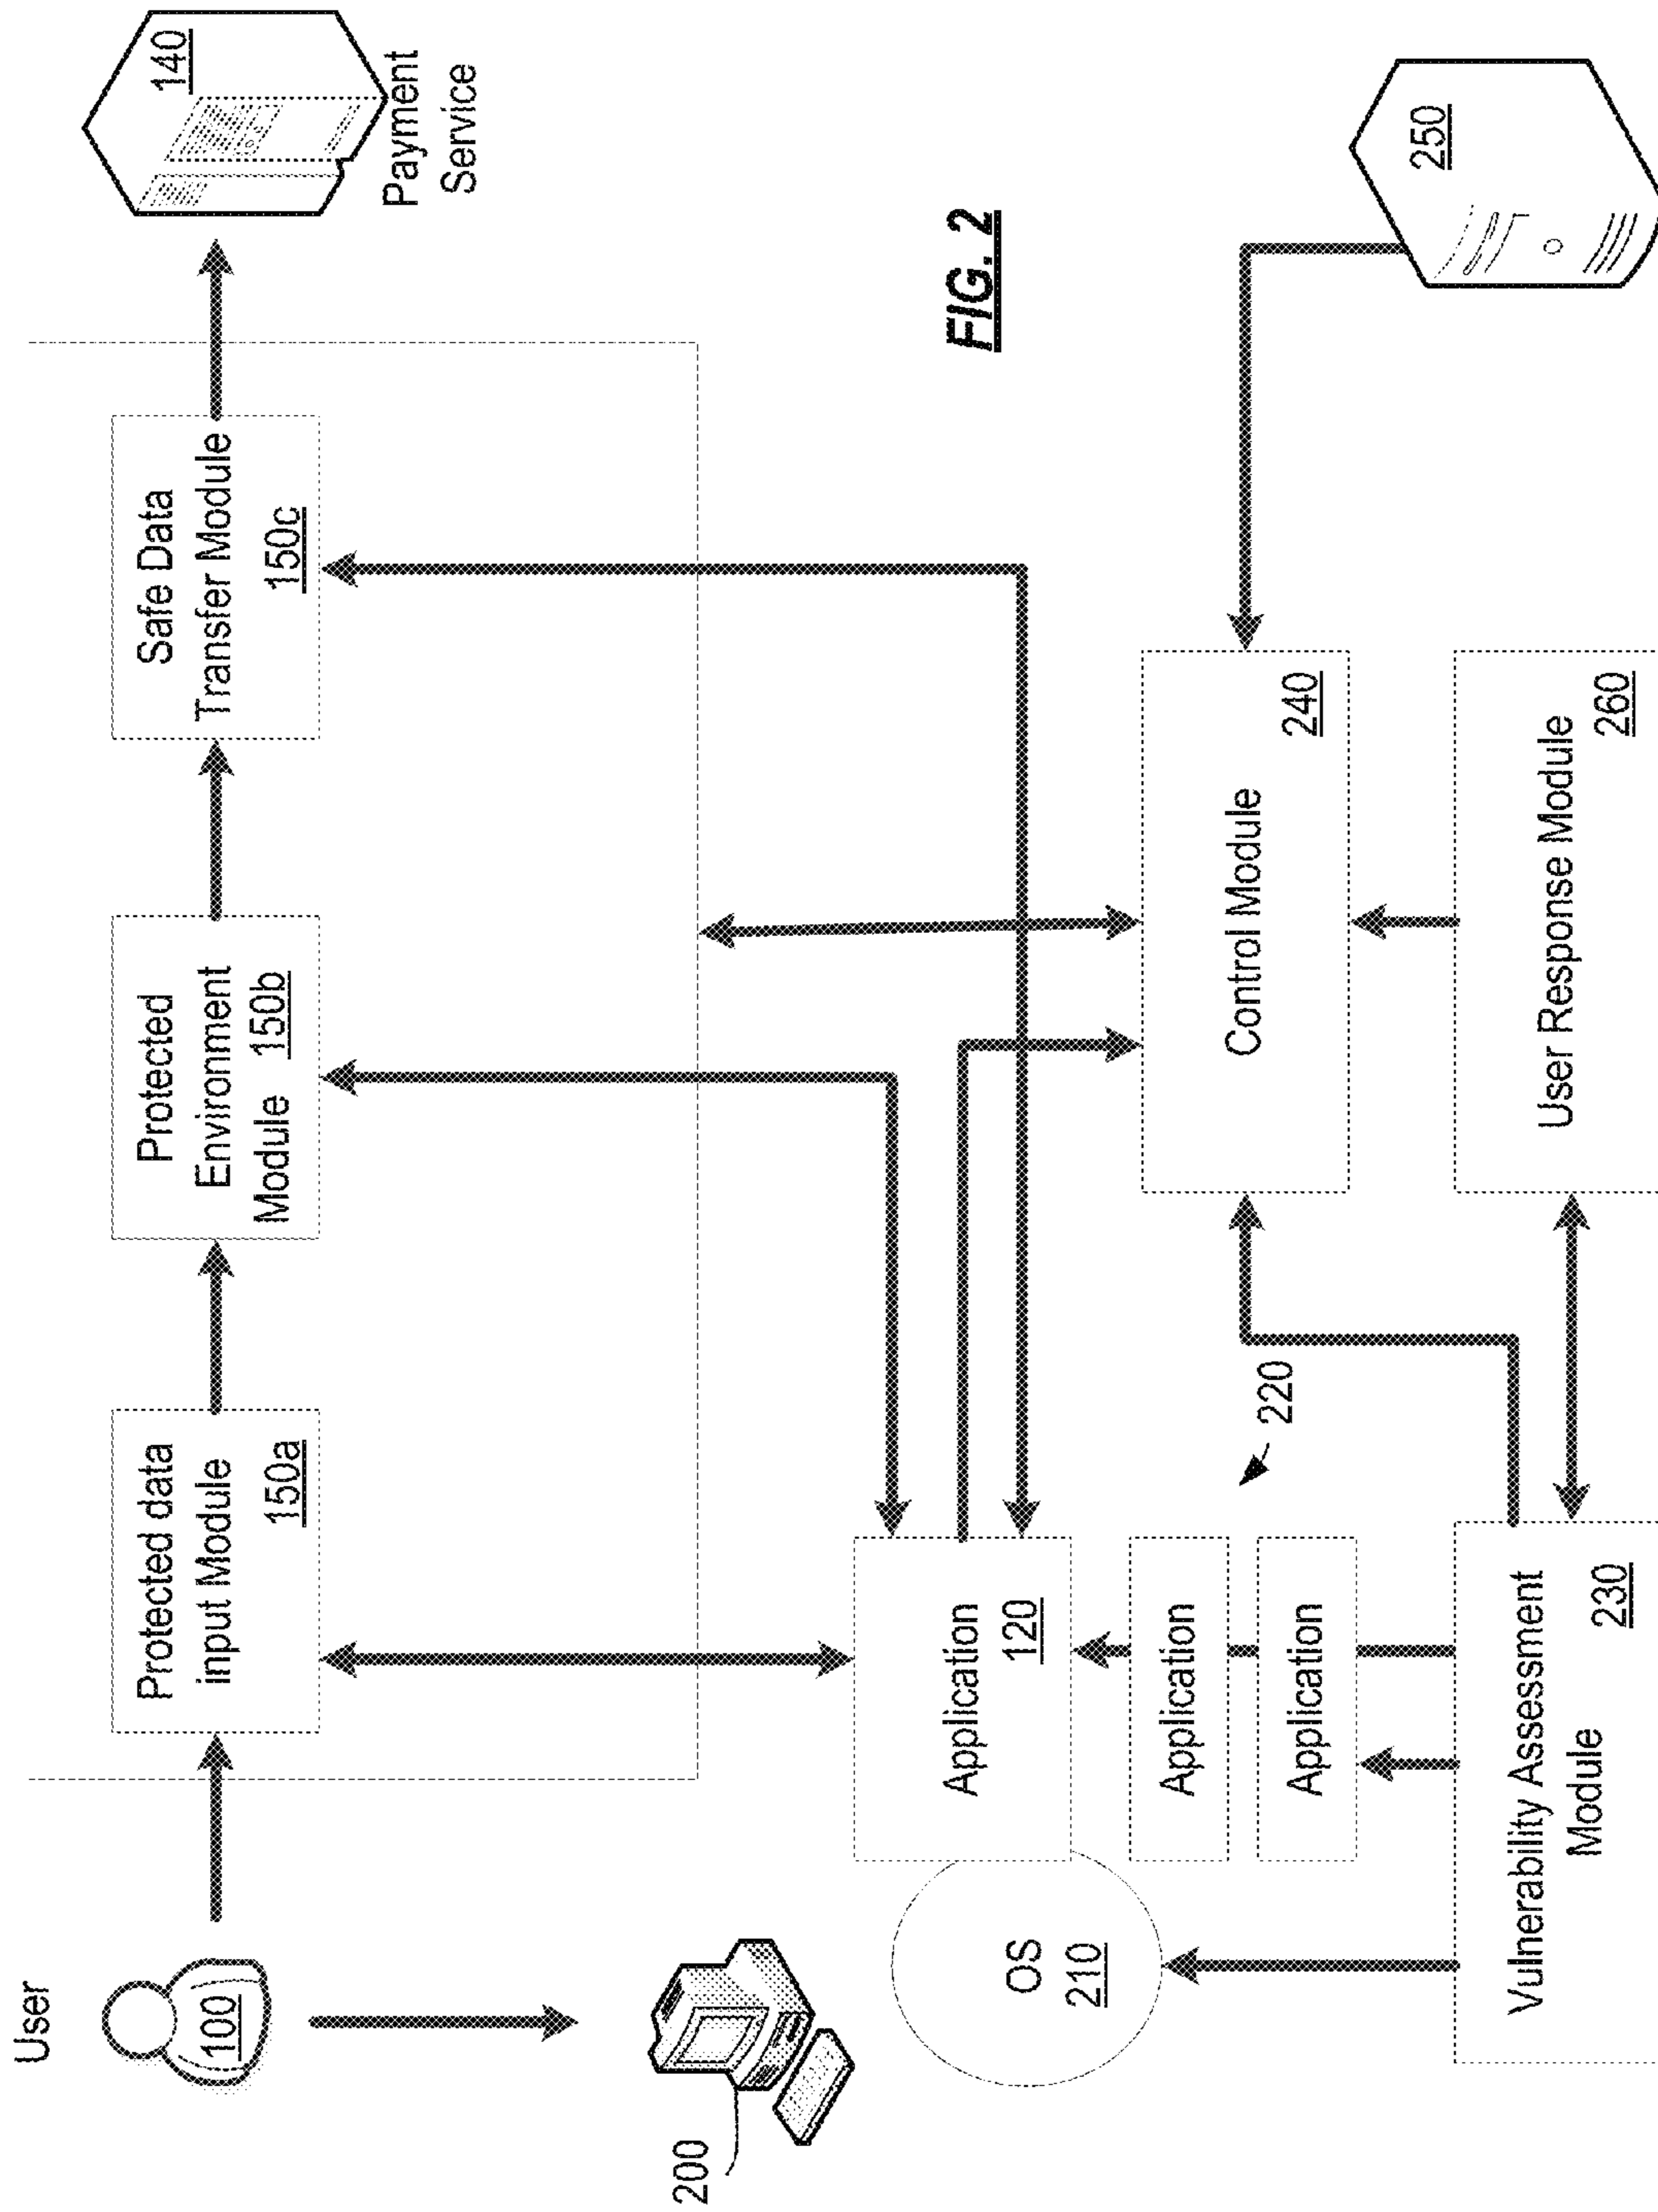 User
100
200
Protected data
input Module
150a
Protected
Environment
Module 150b
Safe Data
Transfer Module
150c
140
Payment
Service
OS
210
Application
120
Application
Application
220
Vulnerability Assessment
Module
230
Control Module
240
User Response Module
260
250
FIG. 2